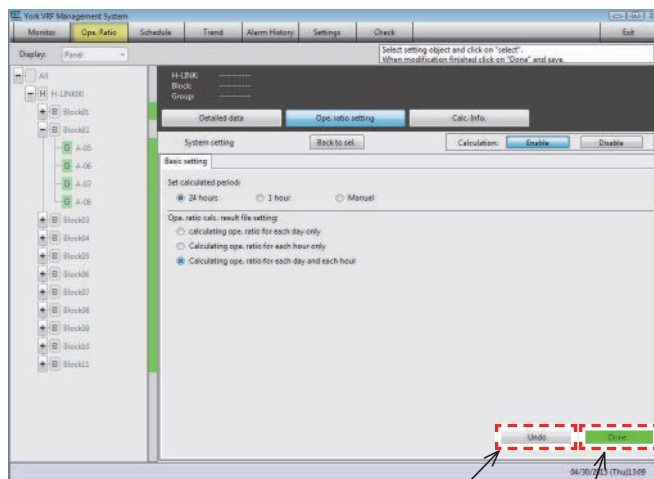 York VRF Management System
Monitor Ope. Ratio Schedule Trend Alarm History Settings Check Exit
Display: Panel
Select setting object and click on "select".
When modification finished click on "Done" and save.
All
H H-LINK00
B Block01
B Block02
G A-05
G A-06
G A-07
G A-08
B Block03
B Block04
B Block05
B Block06
B Block07
B Block08
B Block09
B Block10
B Block11
H-LINK: ----------
Block: ----------
Group: ----------
Detailed data Ope. ratio setting Calc. Info.
System setting Back to sel. Calculation: Enable Disable
Basic setting
Set calculated period:
24 hours 1 hour Manual
Ope. ratio calc. result file setting:
calculating ope. ratio for each day only
Calculating ope. ratio for each hour only
Calculating ope. ratio for each day and each hour
Undo Done
04/30/2015 (Thu)13:09